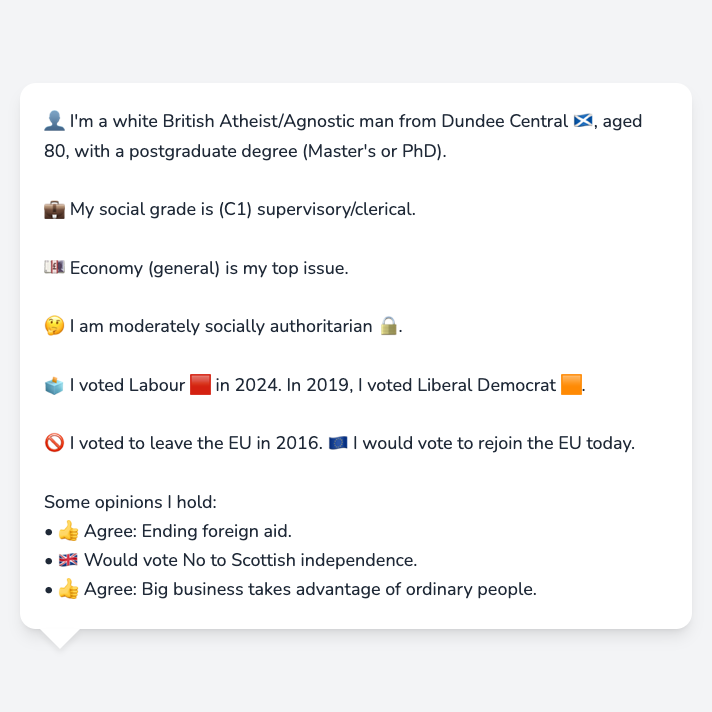 👤 I'm a white British Atheist/Agnostic man from Dundee Central 🏴󠁧󠁢󠁳󠁣󠁴󠁿, aged
80, with a postgraduate degree (Master's or PhD).
💼 My social grade is (C1) supervisory/clerical.
💷 Economy (general) is my top issue.
🤔 I am moderately socially authoritarian 🔒.
🗳️ I voted Labour 🟥 in 2024. In 2019, I voted Liberal Democrat 🟧.
🚫 I voted to leave the EU in 2016. 🇪🇺 I would vote to rejoin the EU today.
Some opinions I hold:
• 👍 Agree: Ending foreign aid.
• 🇬🇧 Would vote No to Scottish independence.
• 👍 Agree: Big business takes advantage of ordinary people.